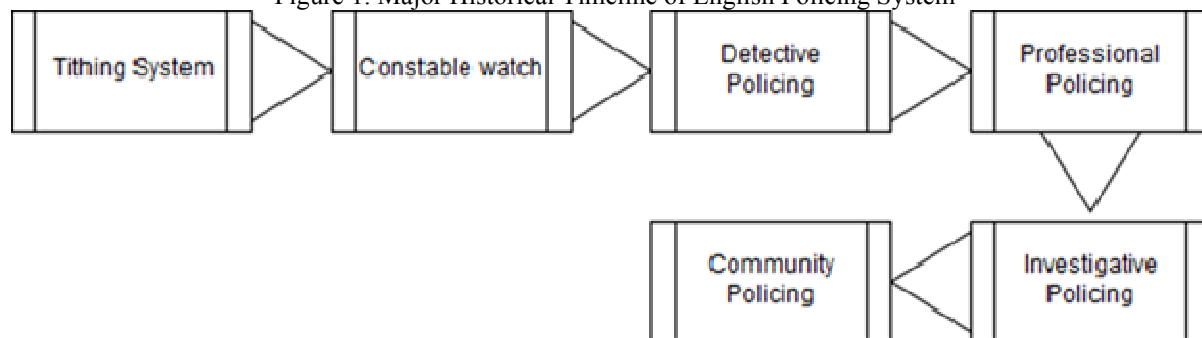 Figure 1. Major Historical Timeline of English Policing System
Tithing System
Constable watch
Detective
Policing
Professional
Policing
Investigative
Policing
Community
Policing